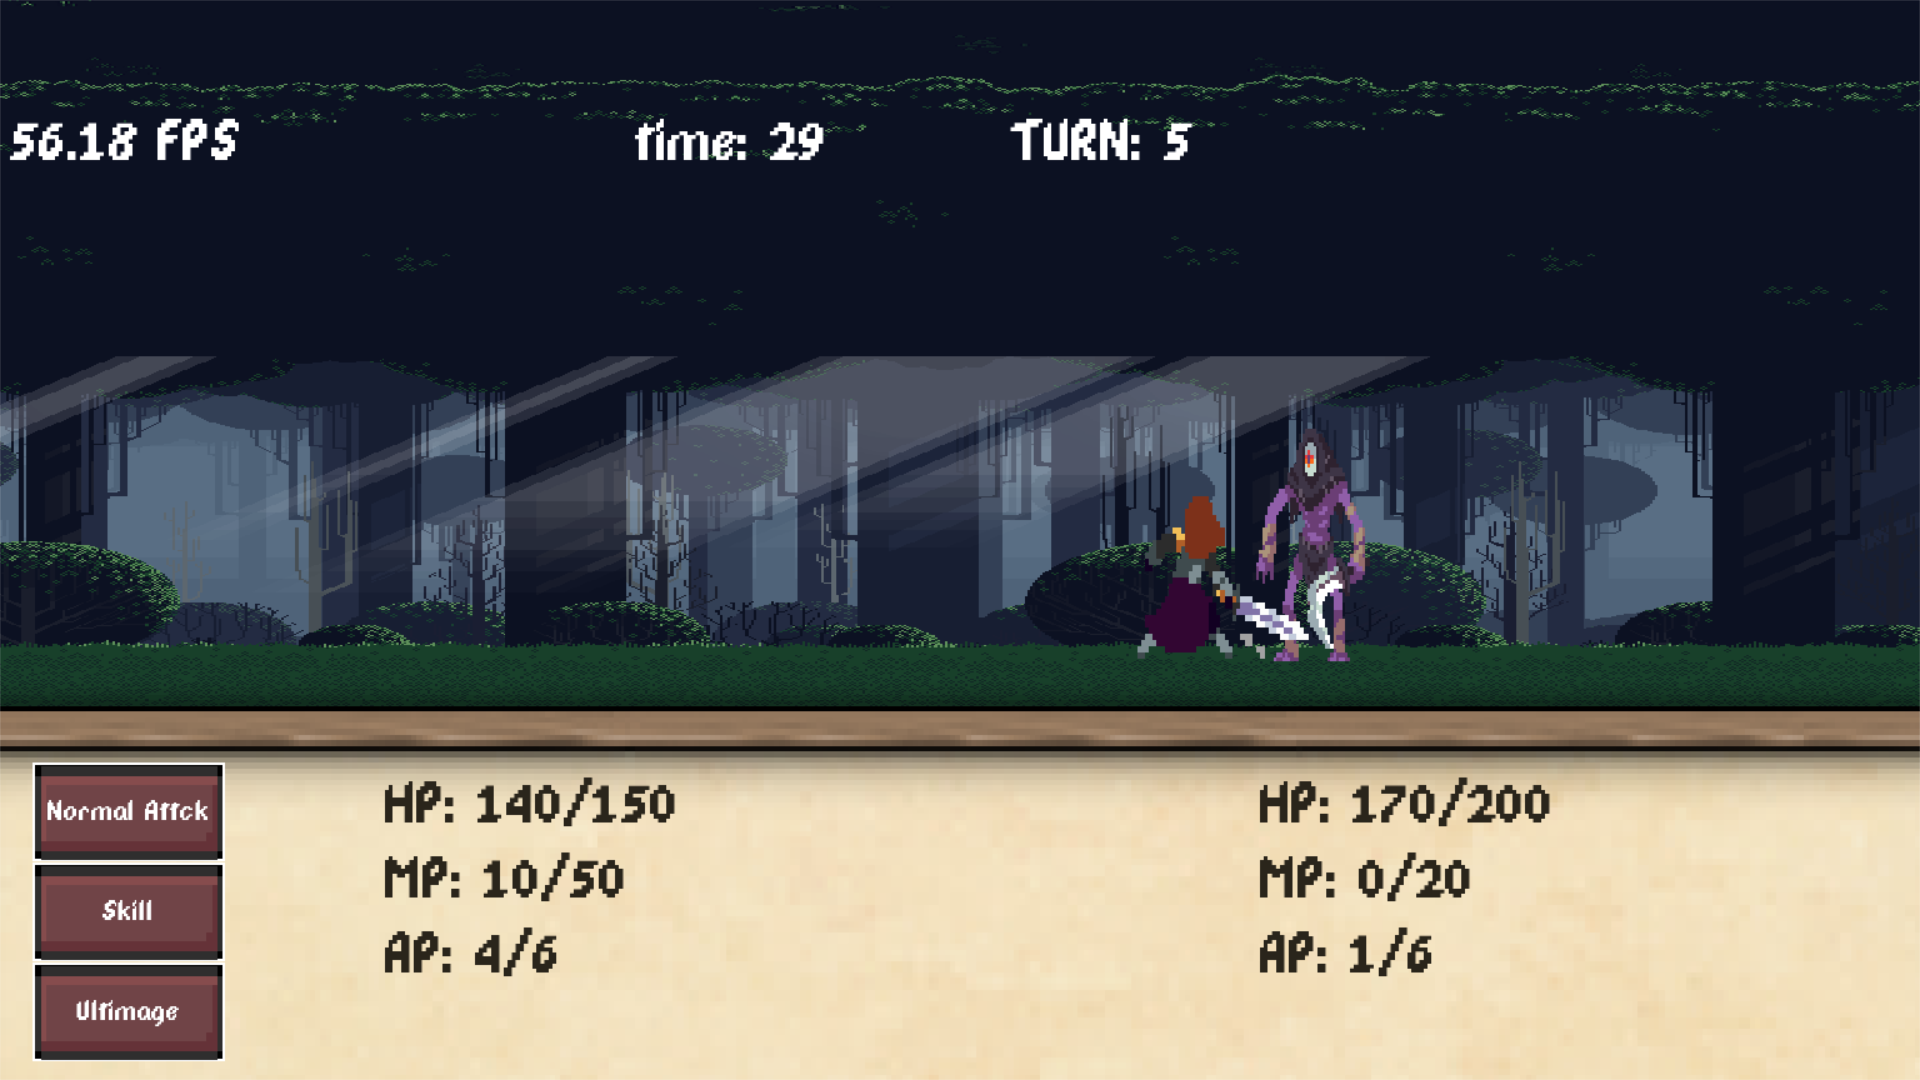 56.18 FPS
time: 29
TURN: 5
Normal Attck
Skill
Ultimage
HP: 140/150
MP: 10/50
AP: 4/6
HP: 170/200
MP: 0/20
AP: 1/6